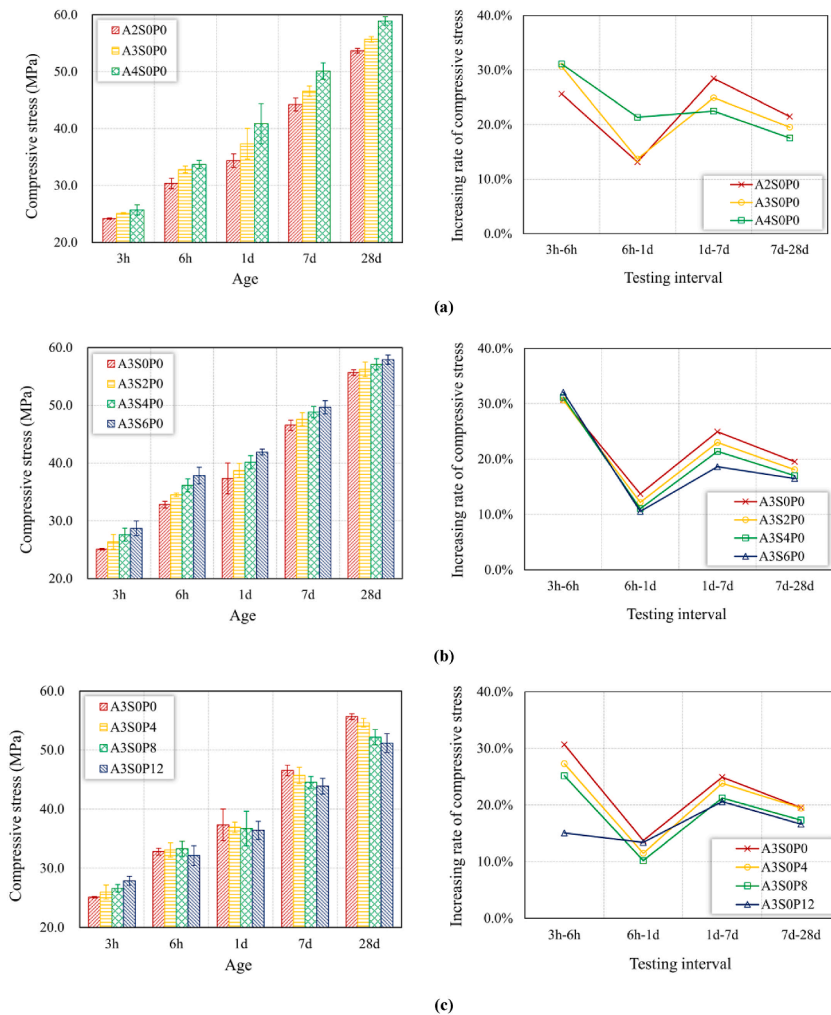 60.0
50.0
40.0
30.0
20.0
Compressive stress (MPa)
A2S0P0
A3S0P0
A4S0P0
3h 6h 1d 7d 28d
Age
40.0%
30.0%
20.0%
10.0%
0.0%
Increasing rate of compressive stress
A2S0P0
A3S0P0
A4S0P0
3h-6h 6h-1d 1d-7d 7d-28d
Testing interval
(a)
60.0
50.0
40.0
30.0
20.0
Compressive stress (MPa)
A3S0P0
A3S2P0
A3S4P0
A3S6P0
3h 6h 1d 7d 28d
Age
40.0%
30.0%
20.0%
10.0%
0.0%
Increasing rate of compressive stress
A3S0P0
A3S2P0
A3S4P0
A3S6P0
3h-6h 6h-1d 1d-7d 7d-28d
Testing interval
(b)
60.0
50.0
40.0
30.0
20.0
Compressive stress (MPa)
A3S0P0
A3S0P4
A3S0P8
A3S0P12
3h 6h 1d 7d 28d
Age
40.0%
30.0%
20.0%
10.0%
0.0%
Increasing rate of compressive stress
A3S0P0
A3S0P4
A3S0P8
A3S0P12
3h-6h 6h-1d 1d-7d 7d-28d
Testing interval
(c)